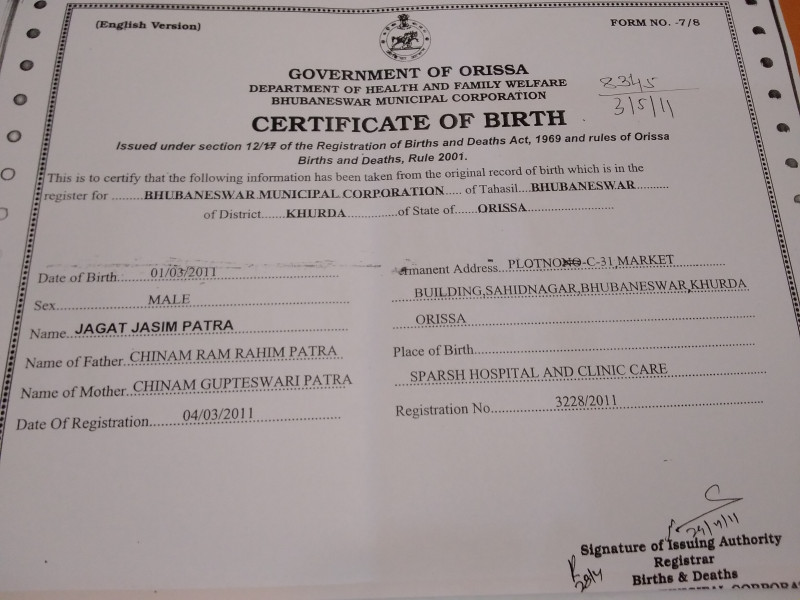 (English Version)
FORM NO. -7/8
GOVERNMENT OF ORISSA
DEPARTMENT OF HEALTH AND FAMILY WELFARE
BHUBANESWAR MUNICIPAL CORPORATION
8345
3/5/11
CERTIFICATE OF BIRTH
Issued under section 12/17 of the Registration of Births and Deaths Act, 1969 and rules of Orissa
Births and Deaths, Rule 2001.
This is to certify that the following information has been taken from the original record of birth which is in the
register for .........BHUBANESWAR MUNICIPAL CORPORATION..... of Tahasil....BHUBANESWAR..........
of District......KHURDA...............of State of......ORISSA..........................
Date of Birth.:.......01/03/2011
Sex....................MALE
Name. JAGAT JASIM PATRA
Name of Father. CHINAM RAM RAHIM PATRA
Name of Mother. CHINAM GUPTESWARI PATRA
Date Of Registration.........04/03/2011
Permanent Address...PLOTNO -C-31,MARKET
BUILDING,SAHIDNAGAR,BHUBANESWAR,KHURDA
ORISSA
Place of Birth
SPARSH HOSPITAL AND CLINIC CARE
Registration No..................3228/2011
Signature of Issuing Authority
Registrar
Births & Deaths